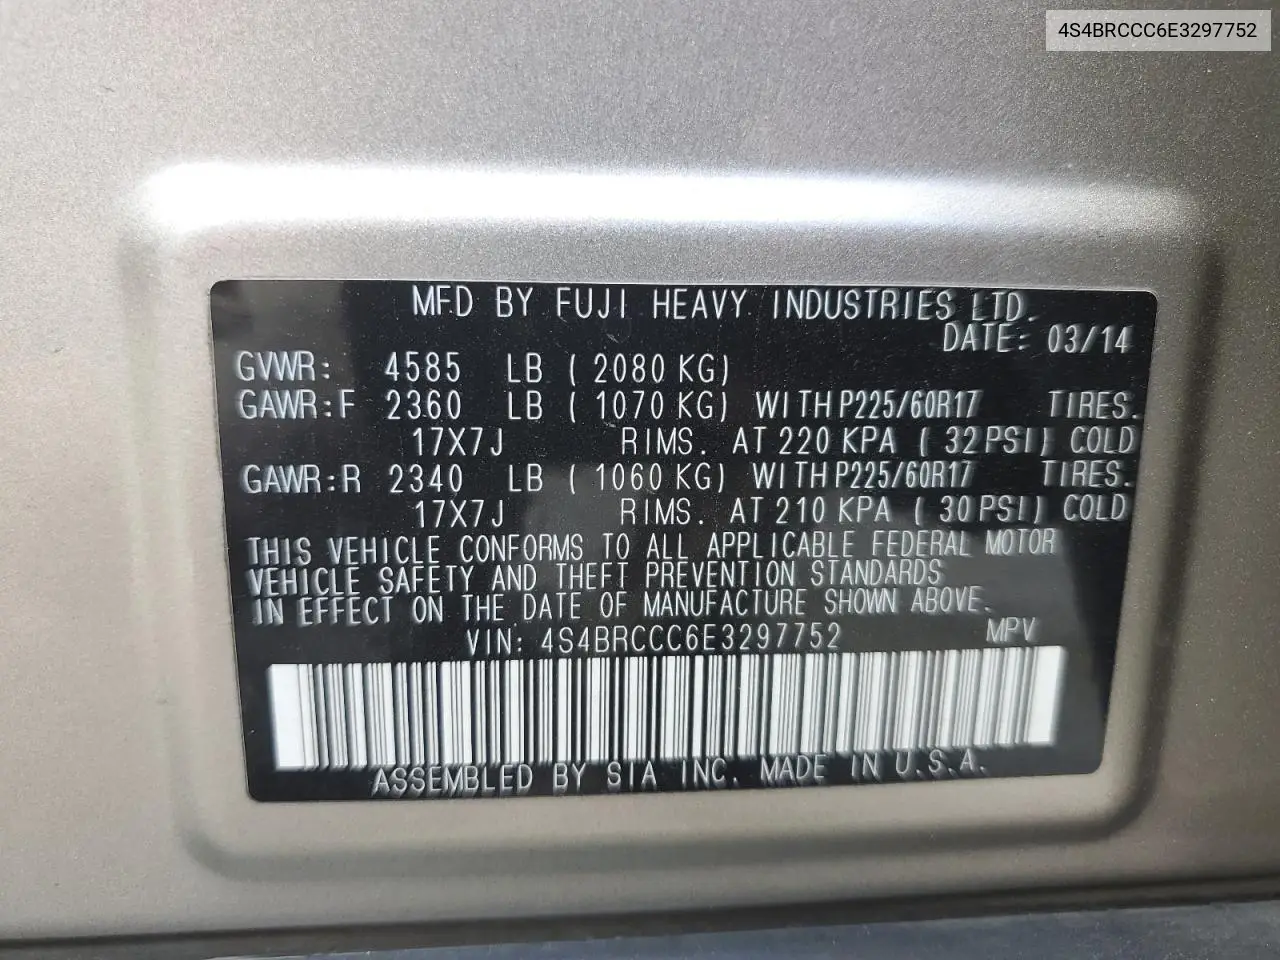 4S4BRCCC6E3297752
MFD BY FUJI HEAVY INDUSTRIES LTD.
DATE: 03/14
GVWR: 4585 LB (2080 KG)
GAWR:F 2360 LB (1070 KG) WITH P225/60R17 TIRES.
17X7J RIMS. AT 220 KPA (32 PSI) COLD
GAWR:R 2340 LB (1060 KG) WITH P225/60R17 TIRES.
17X7J RIMS. AT 210 KPA (30 PSI) COLD
THIS VEHICLE CONFORMS TO ALL APPLICABLE FEDERAL MOTOR
VEHICLE SAFETY AND THEFT PREVENTION STANDARDS
IN EFFECT ON THE DATE OF MANUFACTURE SHOWN ABOVE.
VIN: 4S4BRCCC6E3297752 MPV
ASSEMBLED BY SIA INC. MADE IN U.S.A.